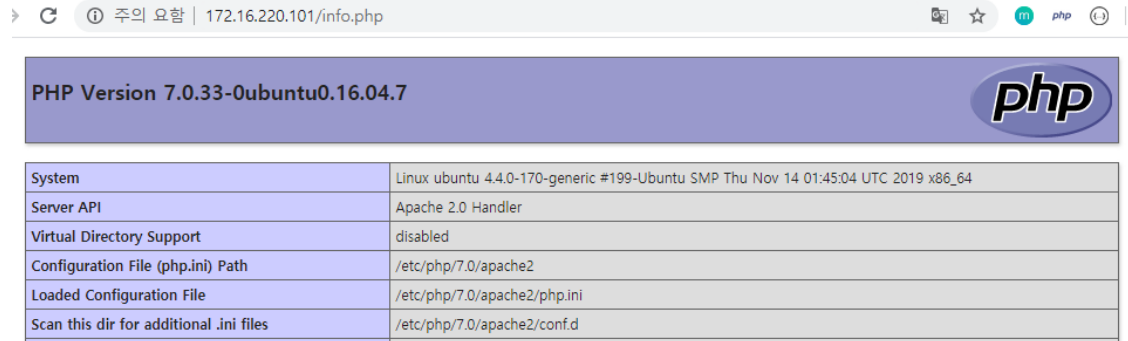 주의 요함 | 172.16.220.101/info.php
m php {··}
PHP Version 7.0.33-0ubuntu0.16.04.7
php
System Linux ubuntu 4.4.0-170-generic #199-Ubuntu SMP Thu Nov 14 01:45:04 UTC 2019 x86_64
Server API Apache 2.0 Handler
Virtual Directory Support disabled
Configuration File (php.ini) Path /etc/php/7.0/apache2
Loaded Configuration File /etc/php/7.0/apache2/php.ini
Scan this dir for additional .ini files /etc/php/7.0/apache2/conf.d